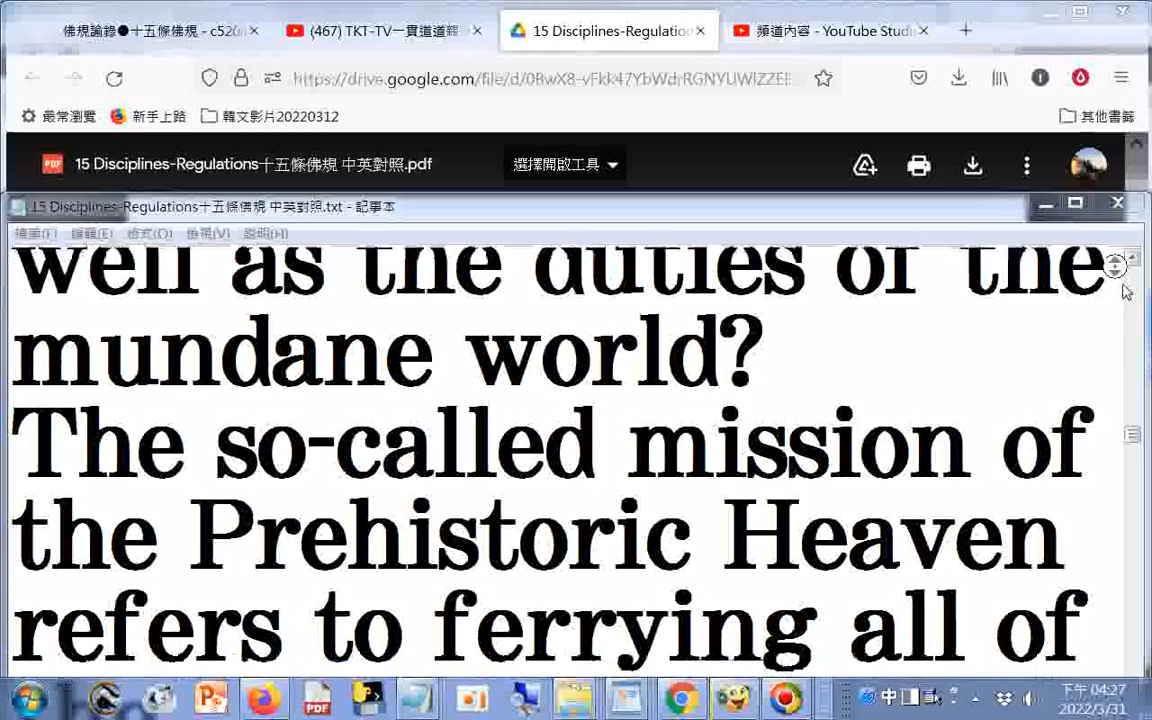 佛規論錄●十五條佛規 - c520
(467) TKT-TV一貫道道親
15 Disciplines-Regulation
頻道內容 - YouTube Studi
https://drive.google.com/file/d/0BwX8-vFkk47YbWdrRGNYUWlZZEE
最常瀏覽 新手上路 韓文影片20220312 其他書籤
15 Disciplines-Regulations十五條佛規 中英對照.pdf 選擇開啟工具
15 Disciplines-Regulations十五條佛規 中英對照.txt - 記事本
檔案(F) 編輯(E) 格式(O) 檢視(V) 說明(H)
well as the duties of the
mundane world?
The so-called mission of
the Prehistoric Heaven
refers to ferrying all of
中 下午 04:27
2022/3/31